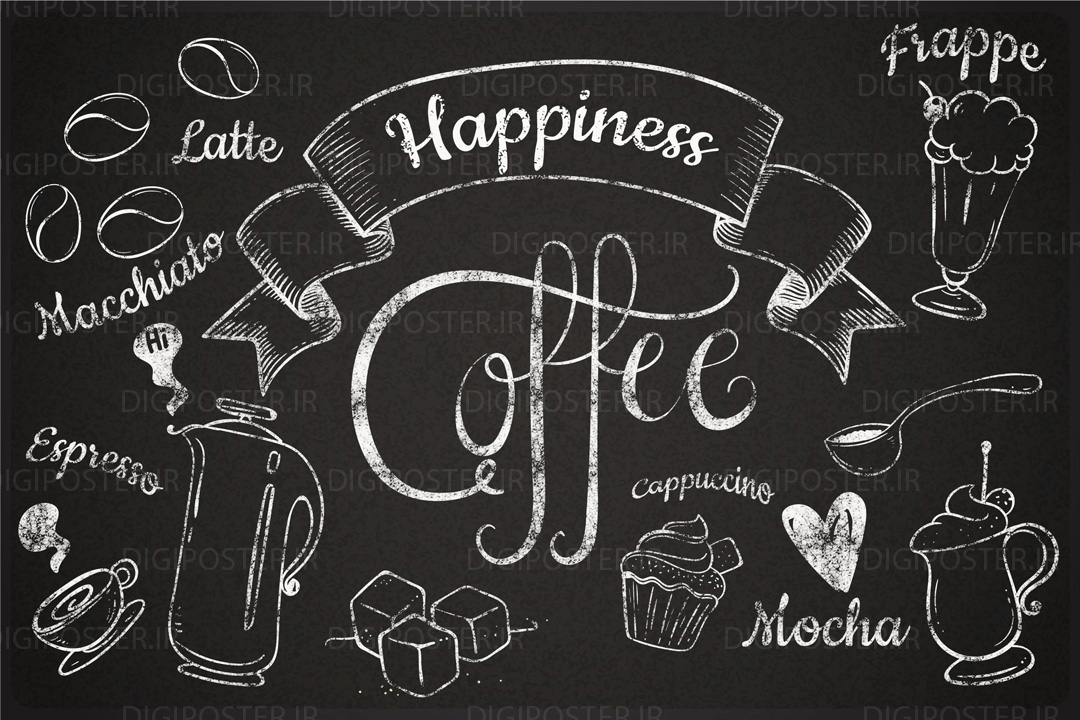 Frappe
Happiness
Latte
Macchiato
Hi
Coffee
Espresso
cappuccino
Mocha
DIGIPOSTER.IR